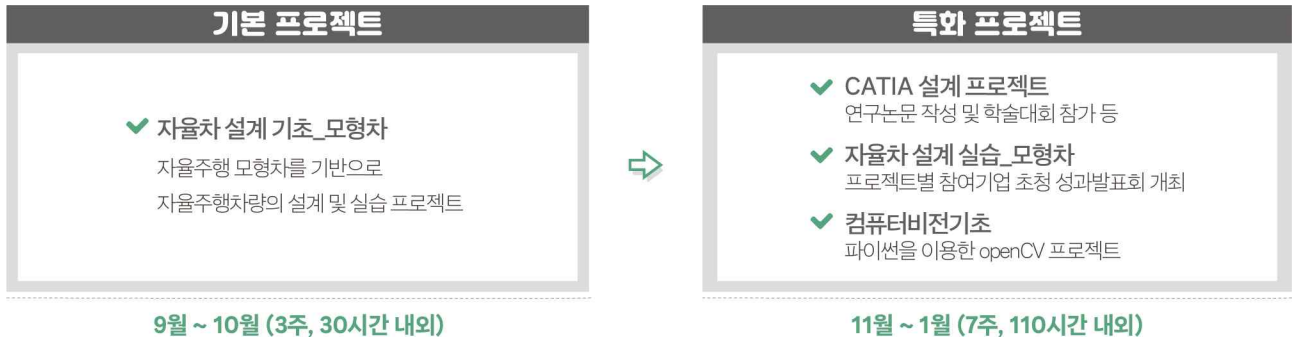 기본 프로젝트
자율차 설계 기초_모형차
자율주행 모형차를 기반으로
자율주행차량의 설계 및 실습 프로젝트
9월 ~ 10월 (3주, 30시간 내외)
특화 프로젝트
CATIA 설계 프로젝트
연구논문 작성 및 학술대회 참가 등
자율차 설계 실습_모형차
프로젝트별 참여기업 초청 성과발표회 개최
컴퓨터비전기초
파이썬을 이용한 openCV 프로젝트
11월 ~ 1월 (7주, 110시간 내외)